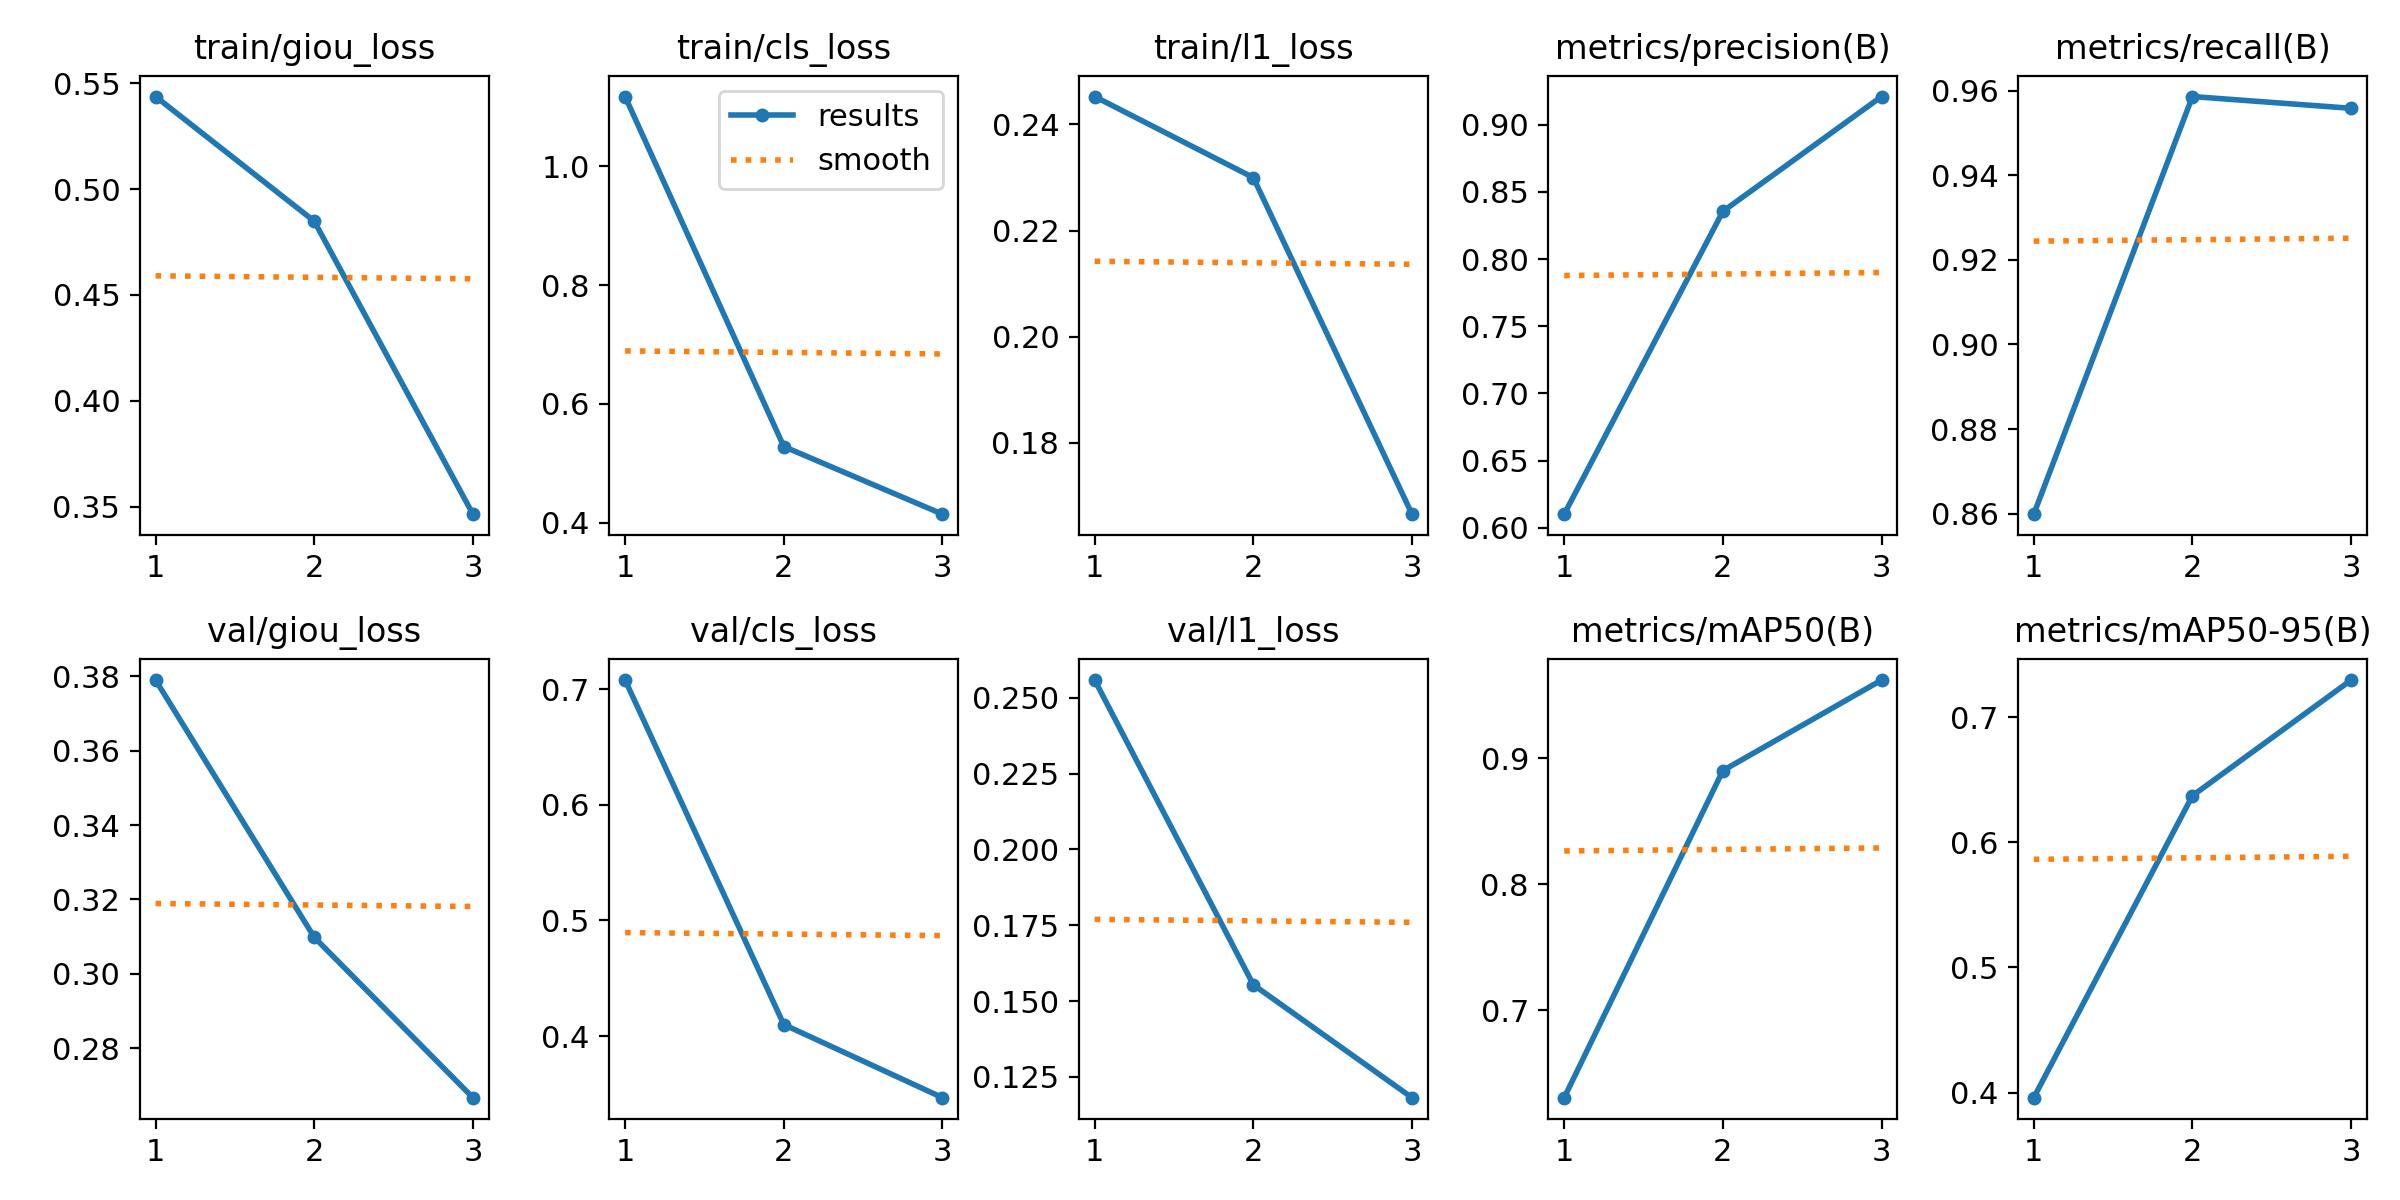 train/giou_loss
0.55
0.50
0.45
0.40
0.35
1 2 3
train/cls_loss
results
smooth
1.0
0.8
0.6
0.4
1 2 3
train/l1_loss
0.24
0.22
0.20
0.18
1 2 3
metrics/precision(B)
0.90
0.85
0.80
0.75
0.70
0.65
0.60
1 2 3
metrics/recall(B)
0.96
0.94
0.92
0.90
0.88
0.86
1 2 3
val/giou_loss
0.38
0.36
0.34
0.32
0.30
0.28
1 2 3
val/cls_loss
0.7
0.6
0.5
0.4
1 2 3
val/l1_loss
0.250
0.225
0.200
0.175
0.150
0.125
1 2 3
metrics/mAP50(B)
0.9
0.8
0.7
1 2 3
metrics/mAP50-95(B)
0.7
0.6
0.5
0.4
1 2 3